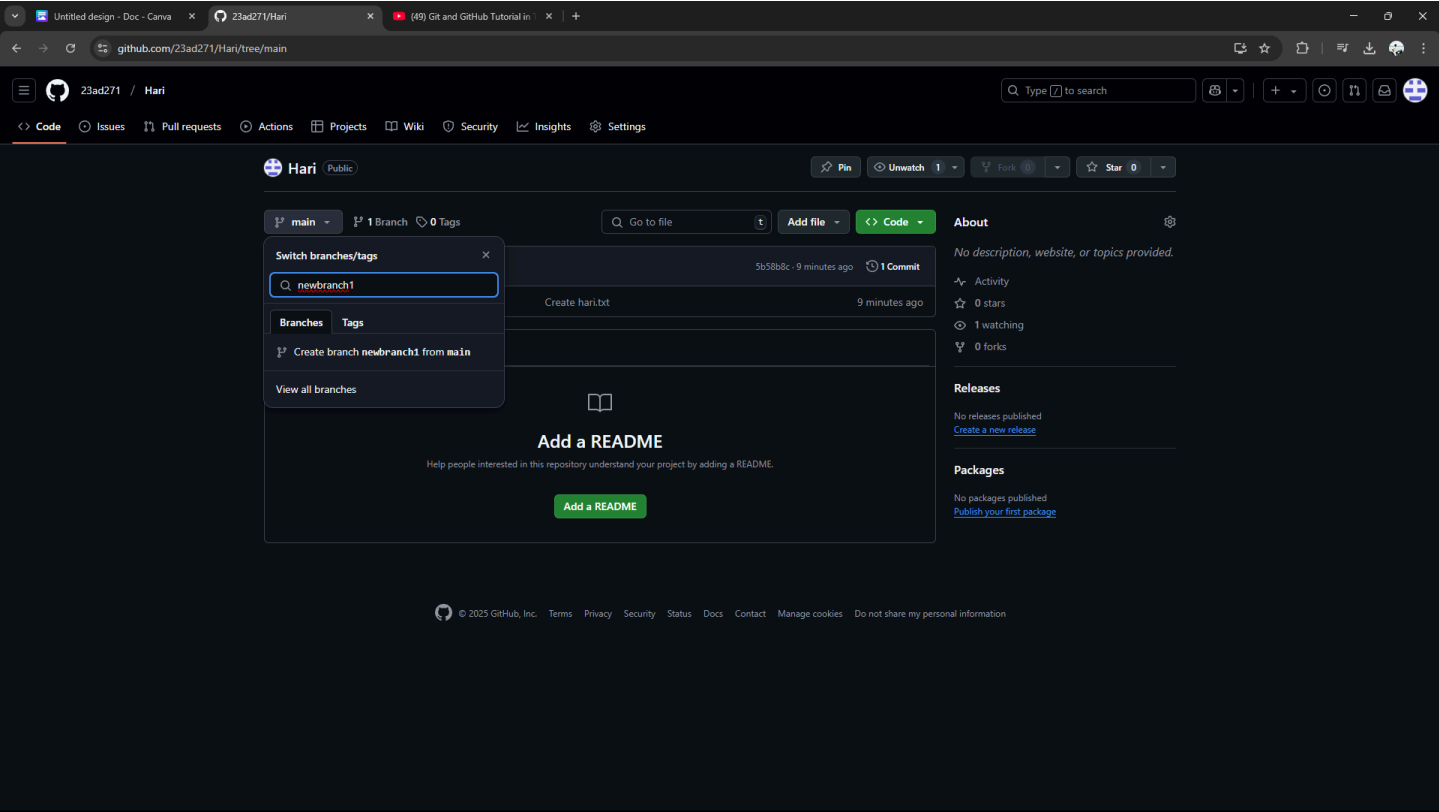 Untitled design - Doc - Canva
23ad271/Hari
(49) Git and GitHub Tutorial in
github.com/23ad271/Hari/tree/main
23ad271 / Hari
Type / to search
Code Issues Pull requests Actions Projects Wiki Security Insights Settings
Hari Public
Pin Unwatch 1 Fork 0 Star 0
main 1 Branch 0 Tags
Go to file t Add file Code
Switch branches/tags
newbranch1
Branches Tags
Create branch newbranch1 from main
View all branches
5b58b8c · 9 minutes ago 1 Commit
Create hari.txt 9 minutes ago
Add a README
Help people interested in this repository understand your project by adding a README.
Add a README
About
No description, website, or topics provided.
Activity
0 stars
1 watching
0 forks
Releases
No releases published
Create a new release
Packages
No packages published
Publish your first package
© 2025 GitHub, Inc. Terms Privacy Security Status Docs Contact Manage cookies Do not share my personal information